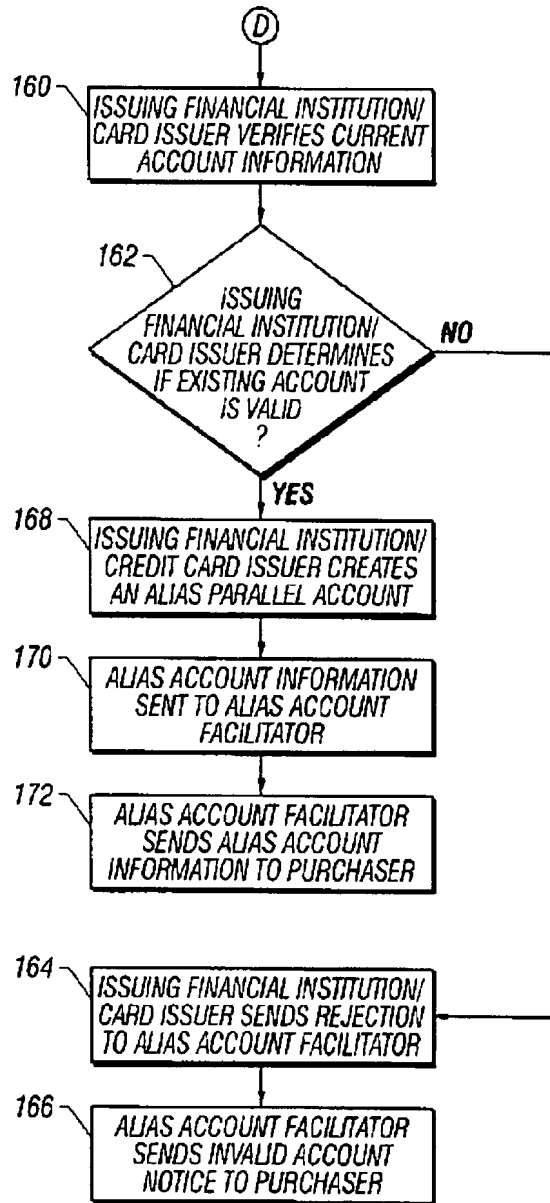 D
160
ISSUING FINANCIAL INSTITUTION/
CARD ISSUER VERIFIES CURRENT
ACCOUNT INFORMATION
162
ISSUING
FINANCIAL INSTITUTION/
CARD ISSUER DETERMINES
IF EXISTING ACCOUNT
IS VALID
?
NO
YES
168
ISSUING FINANCIAL INSTITUTION/
CREDIT CARD ISSUER CREATES
AN ALIAS PARALLEL ACCOUNT
170
ALIAS ACCOUNT INFORMATION
SENT TO ALIAS ACCOUNT
FACILITATOR
172
ALIAS ACCOUNT FACILITATOR
SENDS ALIAS ACCOUNT
INFORMATION TO PURCHASER
164
ISSUING FINANCIAL INSTITUTION/
CARD ISSUER SENDS REJECTION
TO ALIAS ACCOUNT FACILITATOR
166
ALIAS ACCOUNT FACILITATOR
SENDS INVALID ACCOUNT
NOTICE TO PURCHASER